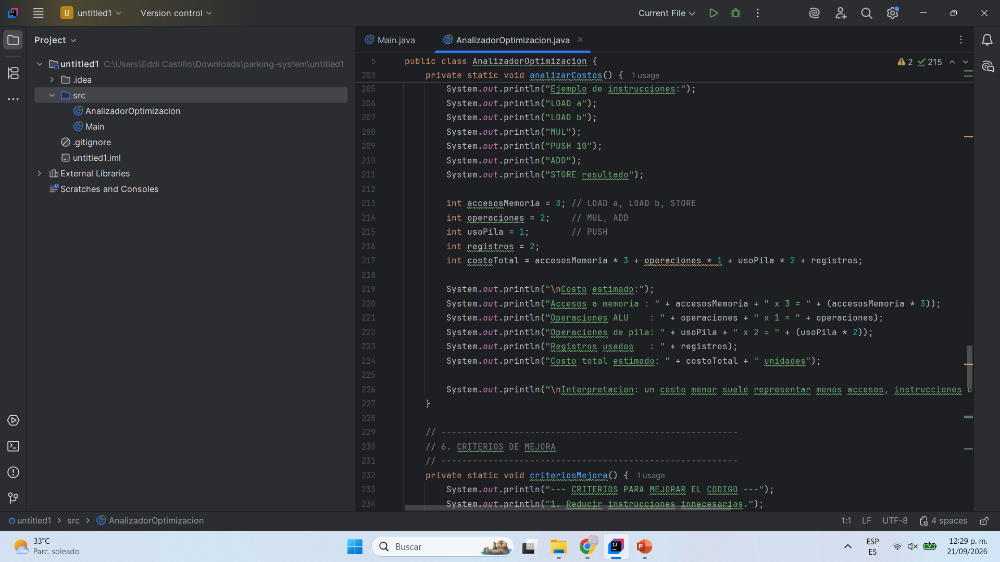 U untitled1 Version control Current File
Project
untitled1 C:\Users\Eddi Castillo\Downloads\parking-system\untitled1
.idea
src
AnalizadorOptimizacion
Main
.gitignore
untitled1.iml
External Libraries
Scratches and Consoles
Main.java AnalizadorOptimizacion.java
2 215
5 public class AnalizadorOptimizacion {
203 private static void analizarCostos() { 1 usage
205 System.out.println("Ejemplo de instrucciones:");
206 System.out.println("LOAD a");
207 System.out.println("LOAD b");
208 System.out.println("MUL");
209 System.out.println("PUSH 10");
210 System.out.println("ADD");
211 System.out.println("STORE resultado");
212
213 int accesosMemoria = 3; // LOAD a, LOAD b, STORE
214 int operaciones = 2; // MUL, ADD
215 int usoPila = 1; // PUSH
216 int registros = 2;
217 int costoTotal = accesosMemoria * 3 + operaciones * 1 + usoPila * 2 + registros;
218
219 System.out.println("\nCosto estimado:");
220 System.out.println("Accesos a memoria : " + accesosMemoria + " x 3 = " + (accesosMemoria * 3));
221 System.out.println("Operaciones ALU    : " + operaciones + " x 1 = " + operaciones);
222 System.out.println("Operaciones de pila: " + usoPila + " x 2 = " + (usoPila * 2));
223 System.out.println("Registros usados   : " + registros);
224 System.out.println("Costo total estimado: " + costoTotal + " unidades");
225
226 System.out.println("\nInterpretacion: un costo menor suele representar menos accesos, instrucciones o
227 }
228
229 // ---------------------------------------------------------
230 // 6. CRITERIOS DE MEJORA
231 // ---------------------------------------------------------
232 private static void criteriosMejora() { 1 usage
233 System.out.println("--- CRITERIOS PARA MEJORAR EL CODIGO ---");
234 System.out.println("1. Reducir instrucciones innecesarias.");
untitled1 > src > AnalizadorOptimizacion 1:1 LF UTF-8 4 spaces
33°C
Parc. soleado
Buscar
ESP
ES
12:29 p. m.
21/09/2026